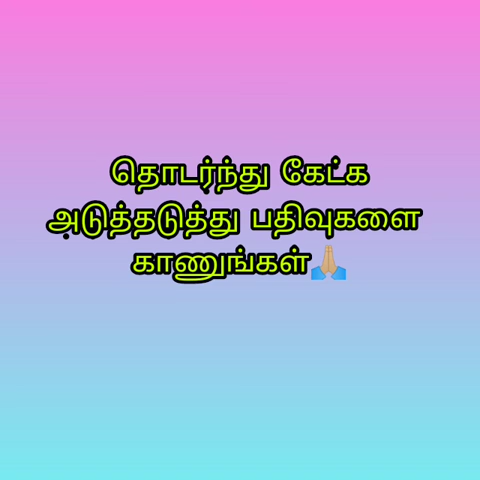 தொடர்ந்து கேட்க
அடுத்தடுத்து பதிவுகளை
காணுங்கள்🙏🏼